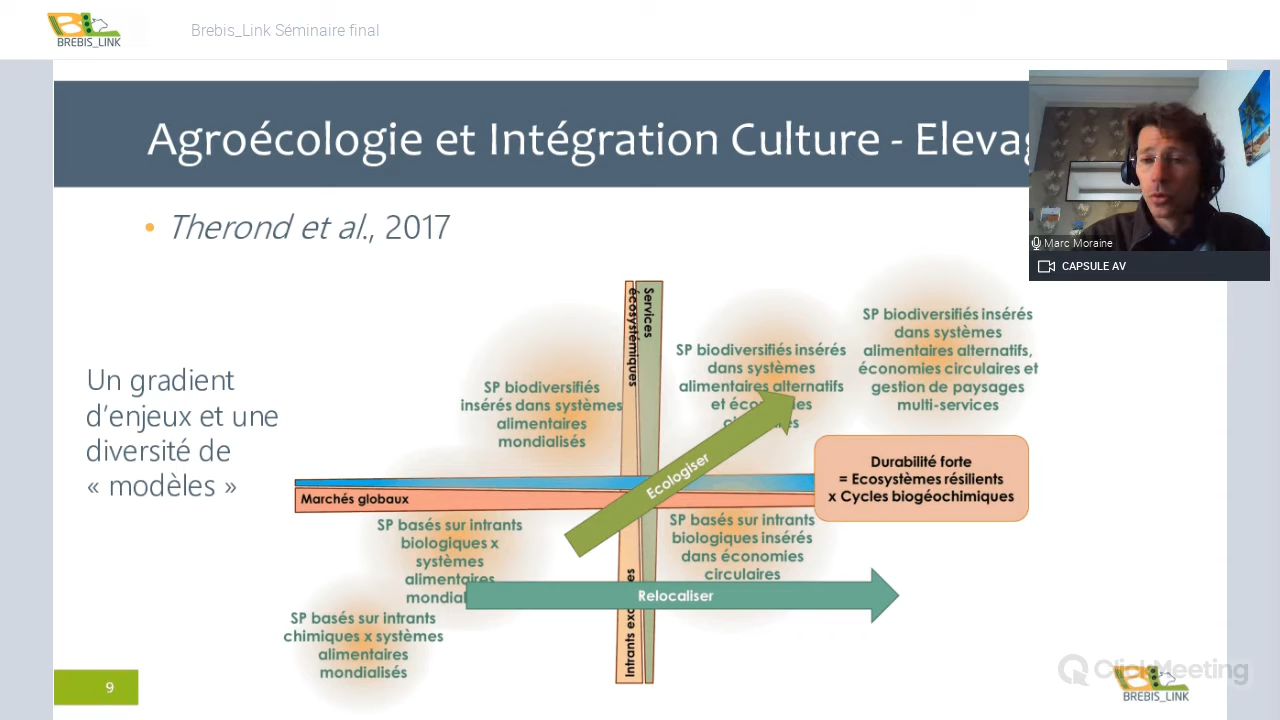 BREBIS_LINK
Brebis_Link Séminaire final
Agroécologie et Intégration Culture - Elevag
Marc Moraine
CAPSULE AV
• Therond et al., 2017
Un gradient
d'enjeux et une
diversité de
« modèles »
Services
écosystémiques
SP biodiversifiés
insérés dans systèmes
alimentaires
mondialisés
SP biodiversifiés insérés
dans systèmes
alimentaires alternatifs
et
SP biodiversifiés insérés
dans systèmes
alimentaires alternatifs,
économies circulaires et
gestion de paysages
multi-services
Ecologiser
Durabilité forte
= Ecosystèmes résilients
x Cycles biogéochimiques
Marchés globaux
SP basés sur intrants
biologiques x
systèmes
alimentaires
SP basés sur intrants
biologiques insérés
dans économies
circulaires
Relocaliser
Intrants
SP basés sur intrants
chimiques x systèmes
alimentaires
mondialisés
9
ClickMeeting
BREBIS_LINK